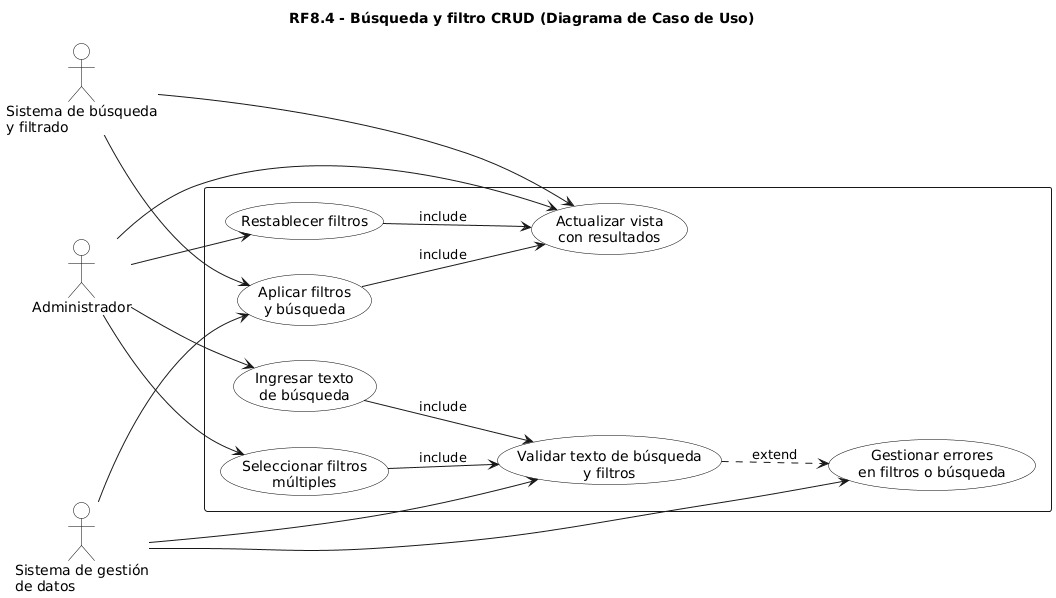 RF8.4 - Búsqueda y filtro CRUD (Diagrama de Caso de Uso)
Sistema de búsqueda
y filtrado
Restablecer filtros
include
Actualizar vista
con resultados
include
Aplicar filtros
y búsqueda
Administrador
Ingresar texto
de búsqueda
include
Seleccionar filtros
múltiples
include
Validar texto de búsqueda
y filtros
extend
Gestionar errores
en filtros o búsqueda
Sistema de gestión
de datos